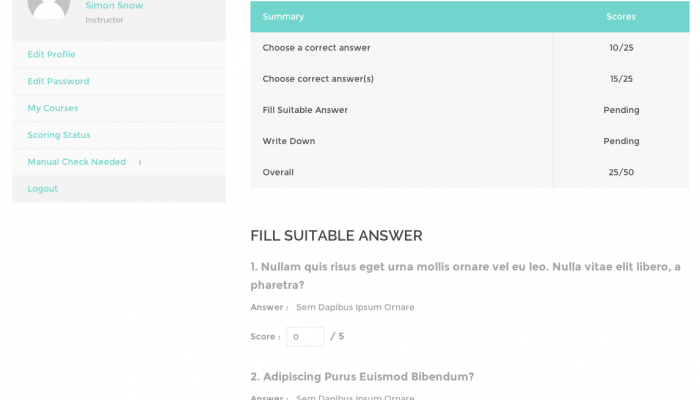 Simon Snow
Instructor
Edit Profile
Edit Password
My Courses
Scoring Status
Manual Check Needed 1
Logout
Summary Scores
Choose a correct answer 10/25
Choose correct answer(s) 15/25
Fill Suitable Answer Pending
Write Down Pending
Overall 25/50
FILL SUITABLE ANSWER
1. Nullam quis risus eget urna mollis ornare vel eu leo. Nulla vitae elit libero, a
pharetra?
Answer : Sem Dapibus Ipsum Ornare
Score : 0 / 5
2. Adipiscing Purus Euismod Bibendum?
Answer : Sem Dapibus Ipsum Ornare